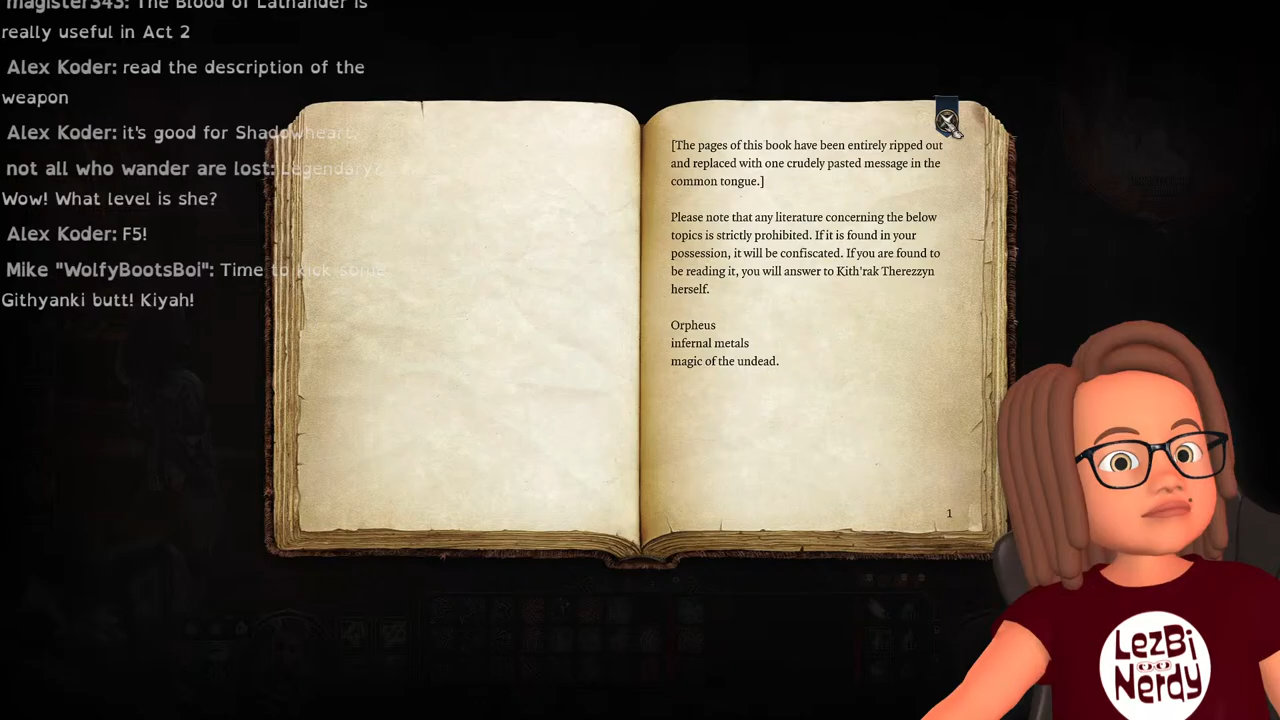 magister343: The Blood of Lathander is
really useful in Act 2
Alex Koder: read the description of the
weapon
Alex Koder: it's good for Shadowheart.
not all who wander are lost: Legendary?
Wow! What level is she?
Alex Koder: F5!
Mike "WolfyBootsBoi": Time to kick some
Githyanki butt! Kiyah!
[The pages of this book have been entirely ripped out
and replaced with one crudely pasted message in the
common tongue.]
Please note that any literature concerning the below
topics is strictly prohibited. If it is found in your
possession, it will be confiscated. If you are found to
be reading it, you will answer to Kith'rak Therezzyn
herself.
Orpheus
infernal metals
magic of the undead.
1
LezBi
Nerdy